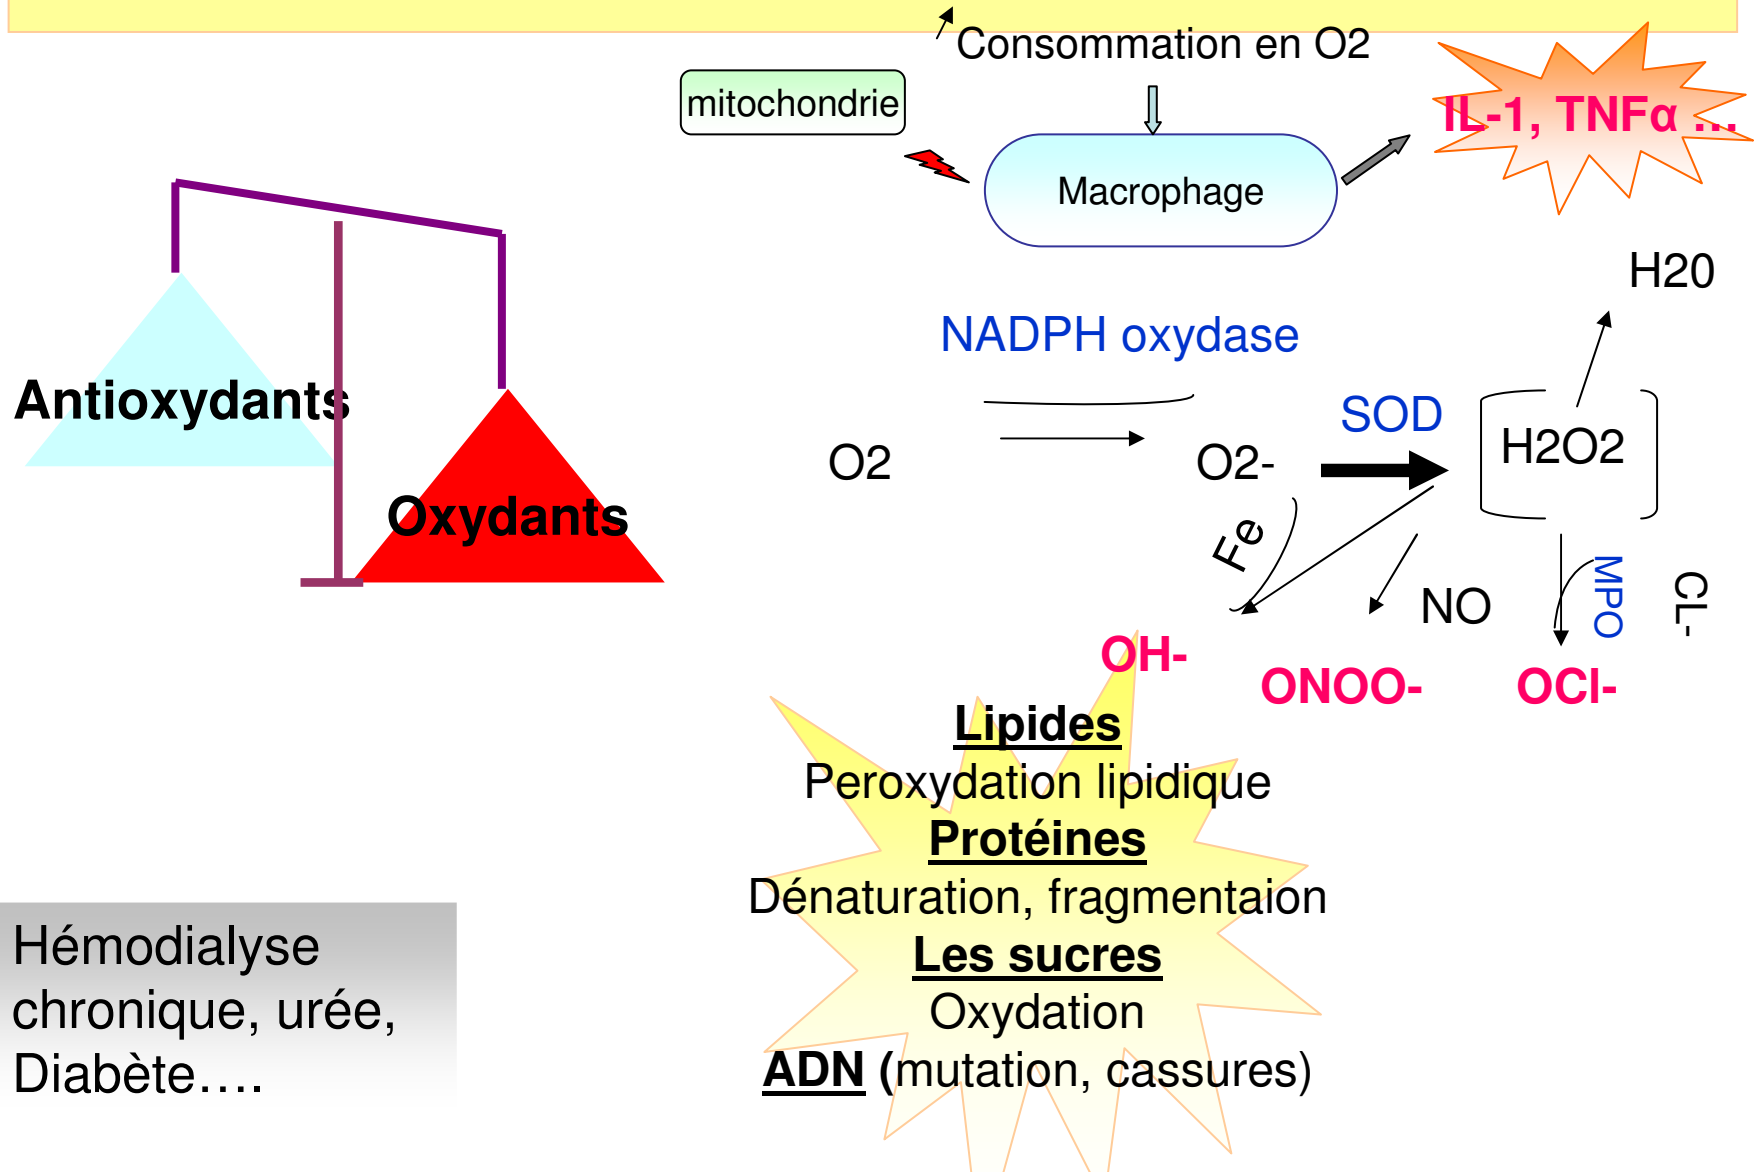 Consommation en O2
mitochondrie
IL-1, TNFα ...
Macrophage
H20
NADPH oxydase
Antioxydants
SOD
H2O2
O2
O2-
Oxydants
Fe
MPO
CL-
NO
OH-
ONOO-
OCl-
Lipides
Peroxydation lipidique
Protéines
Dénaturation, fragmentaion
Les sucres
Oxydation
ADN (mutation, cassures)
Hémodialyse
chronique, urée,
Diabète....